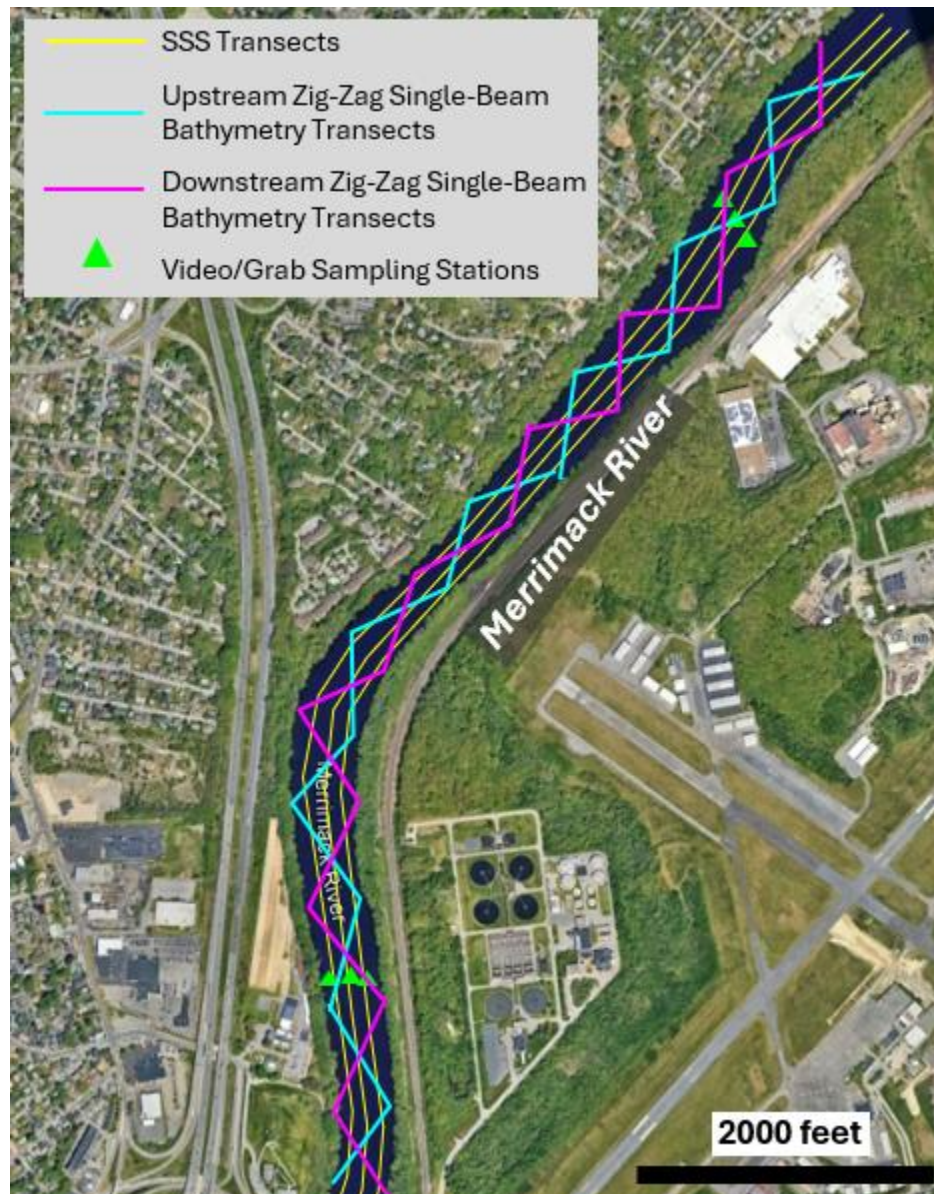 SSS Transects
Upstream Zig-Zag Single-Beam
Bathymetry Transects
Downstream Zig-Zag Single-Beam
Bathymetry Transects
Video/Grab Sampling Stations
Merrimack River
Merrimack River
2000 feet